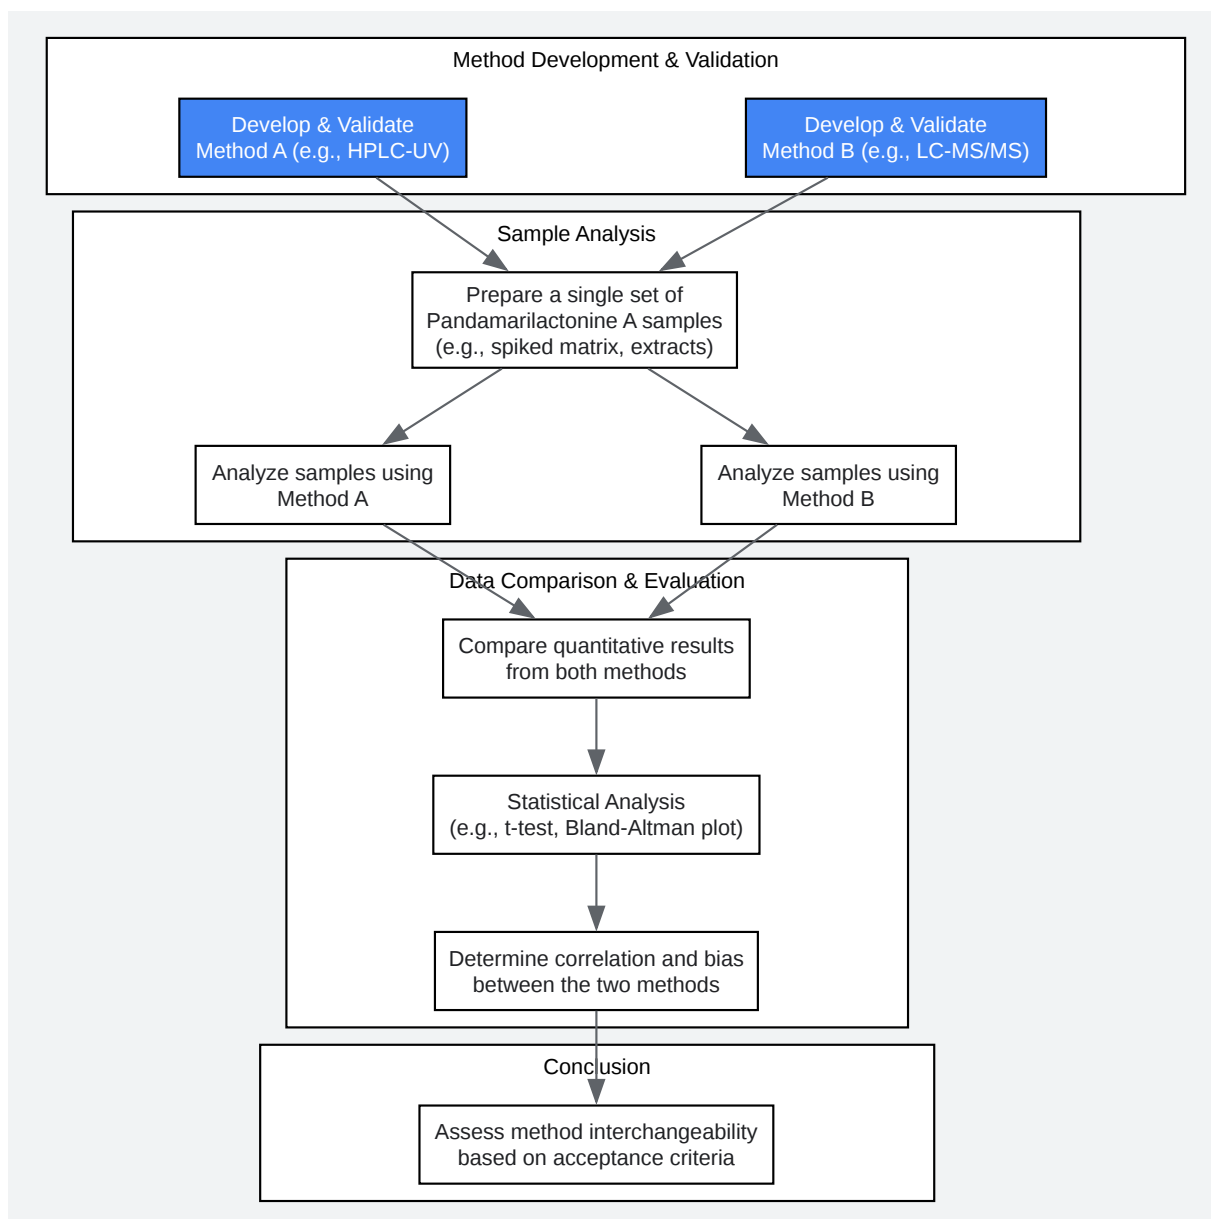 Method Development & Validation
Develop & Validate
Method A (e.g., HPLC-UV)
Develop & Validate
Method B (e.g., LC-MS/MS)
Sample Analysis
Prepare a single set of
Pandamarilactonine A samples
(e.g., spiked matrix, extracts)
Analyze samples using
Method A
Analyze samples using
Method B
Data Comparison & Evaluation
Compare quantitative results
from both methods
Statistical Analysis
(e.g., t-test, Bland-Altman plot)
Determine correlation and bias
between the two methods
Conclusion
Assess method interchangeability
based on acceptance criteria